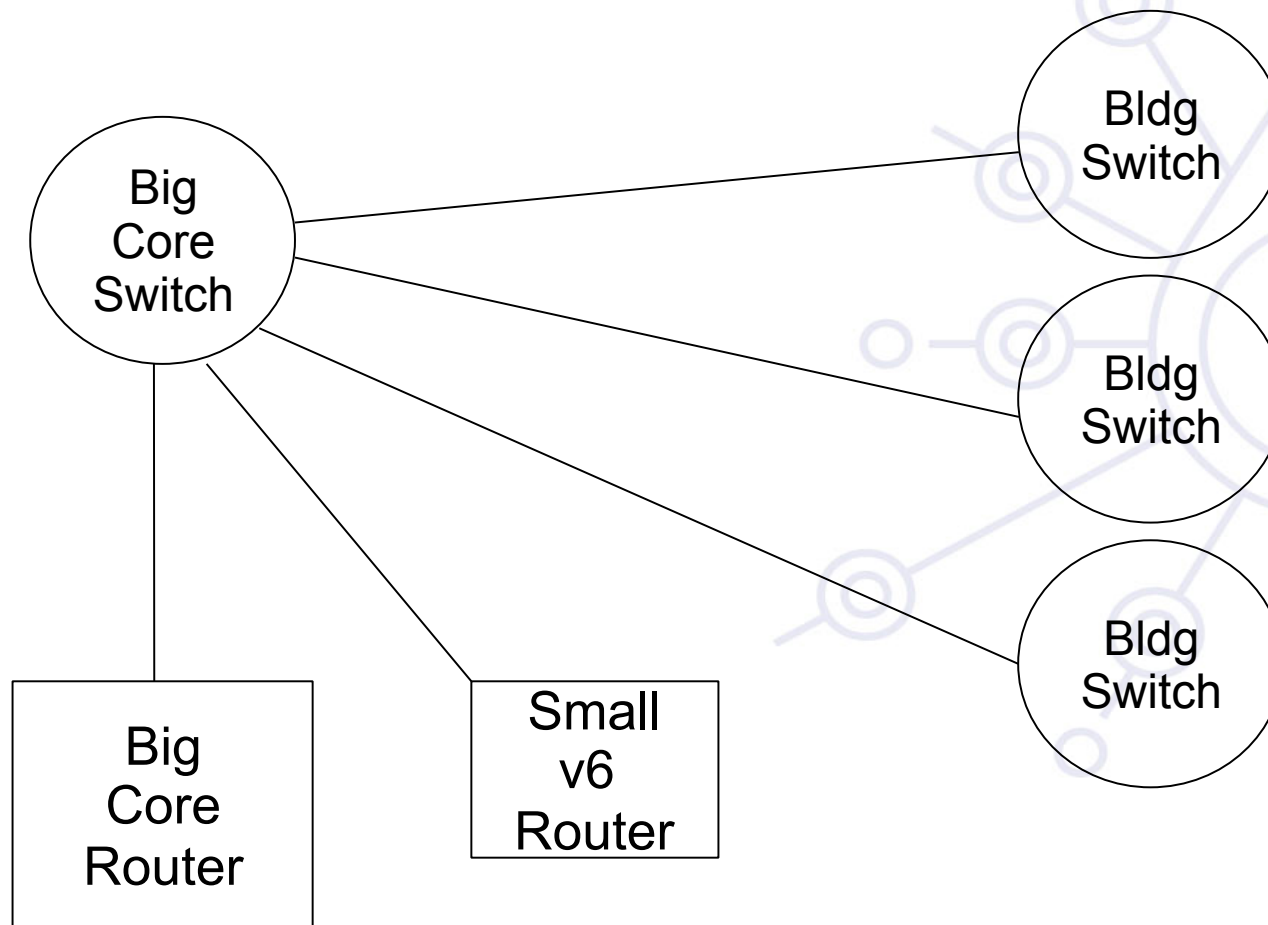 Big
Core
Switch
Bldg
Switch
Bldg
Switch
Bldg
Switch
Big
Core
Router
Small
v6
Router